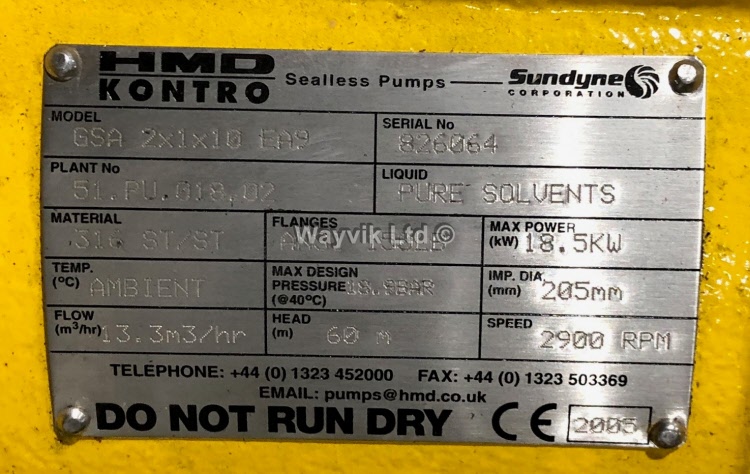 HMD KONTRO Sealless Pumps Sundyne CORPORATION
MODEL GSA 2x1x10 EA9
SERIAL No 826064
PLANT No 51.PU.018.02
LIQUID PURE SOLVENTS
MATERIAL 316 ST/ST
FLANGES 150LB
MAX POWER (kW) 18.5KW
Wayvik Ltd ©
TEMP. (ºC) AMBIENT
MAX DESIGN PRESSURE (@40ºC)
IMP. DIA. (mm) 205mm
FLOW (m³/hr) 13.3m3/hr
HEAD (m) 60 m
SPEED 2900 RPM
TELEPHONE: +44 (0) 1323 452000 FAX: +44 (0) 1323 503369
EMAIL: pumps@hmd.co.uk
DO NOT RUN DRY CE 2005